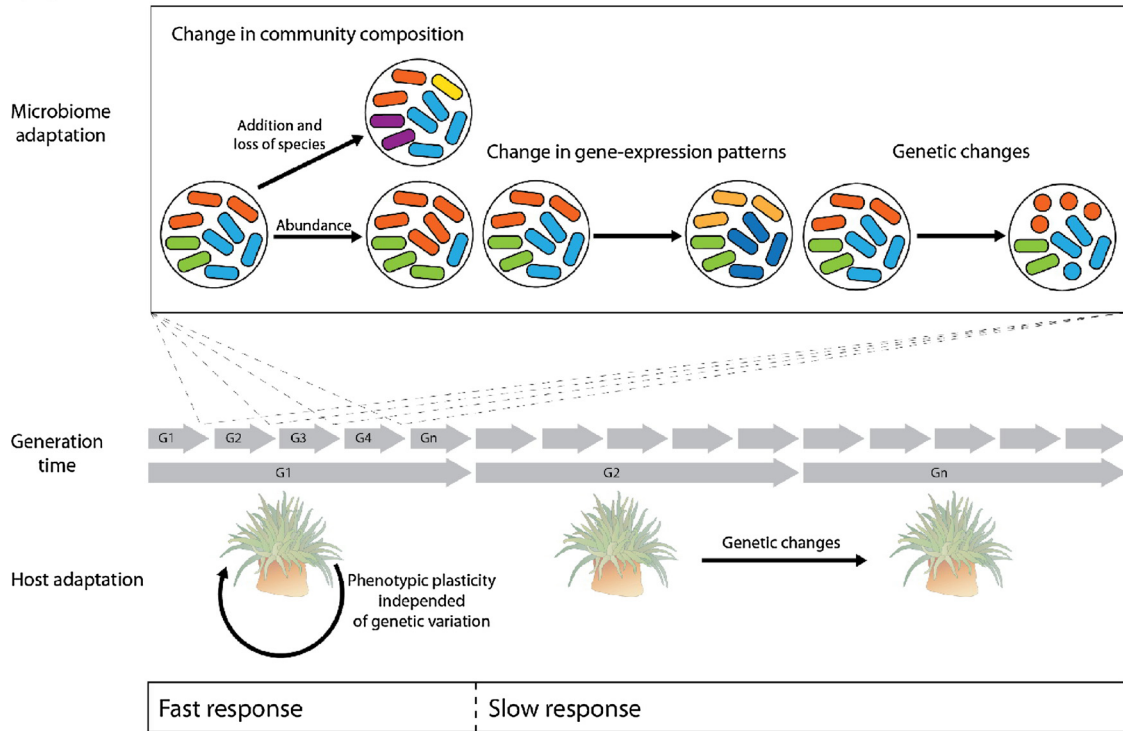 Change in community composition
Microbiome
adaptation
Addition and
loss of species
Abundance
Change in gene-expression patterns
Genetic changes
Generation
time
G1
G2
G3
G4
Gn
G1
G2
Gn
Host adaptation
Phenotypic plasticity
independed
of genetic variation
Genetic changes
Fast response
Slow response